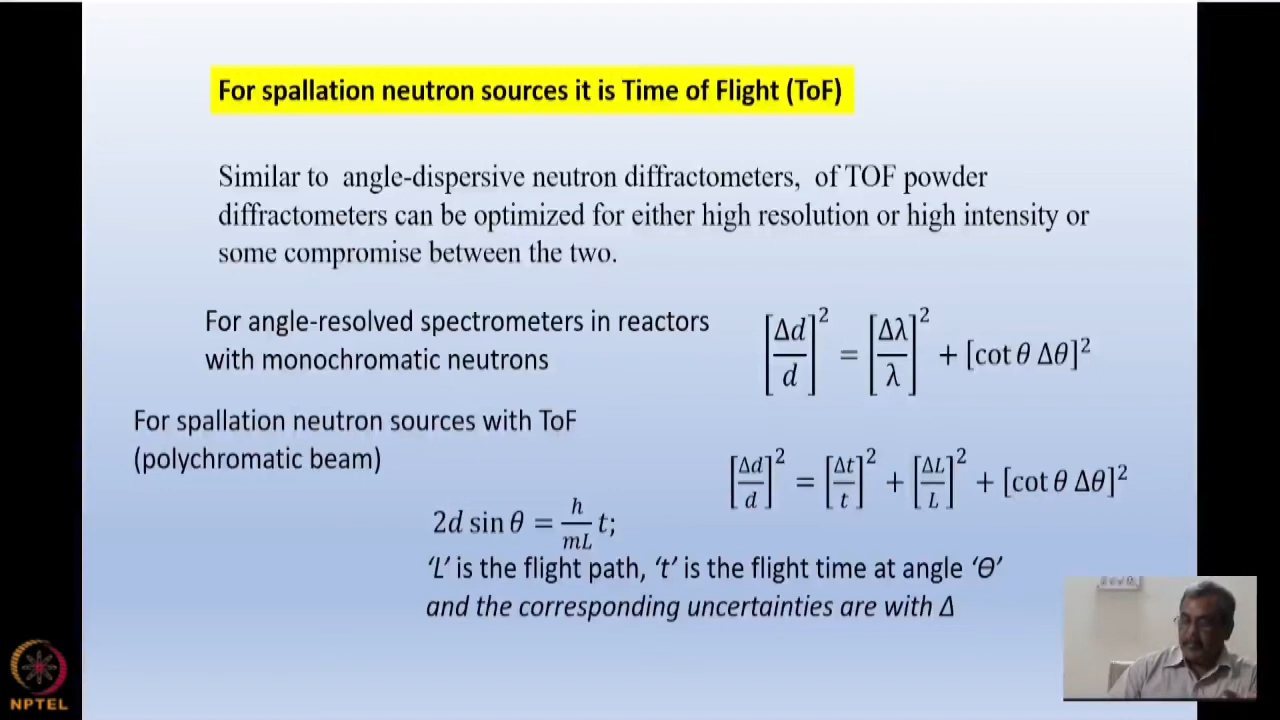 For spallation neutron sources it is Time of Flight (ToF)
Similar to angle-dispersive neutron diffractometers, of TOF powder
diffractometers can be optimized for either high resolution or high intensity or
some compromise between the two.
For angle-resolved spectrometers in reactors
with monochromatic neutrons
[Δd/d]² = [Δλ/λ]² + [cot θ Δθ]²
For spallation neutron sources with ToF
(polychromatic beam)
[Δd/d]² = [Δt/t]² + [ΔL/L]² + [cot θ Δθ]²
2d sin θ = h/mL t;
‘L’ is the flight path, ‘t’ is the flight time at angle ‘ϴ’
and the corresponding uncertainties are with Δ
NPTEL